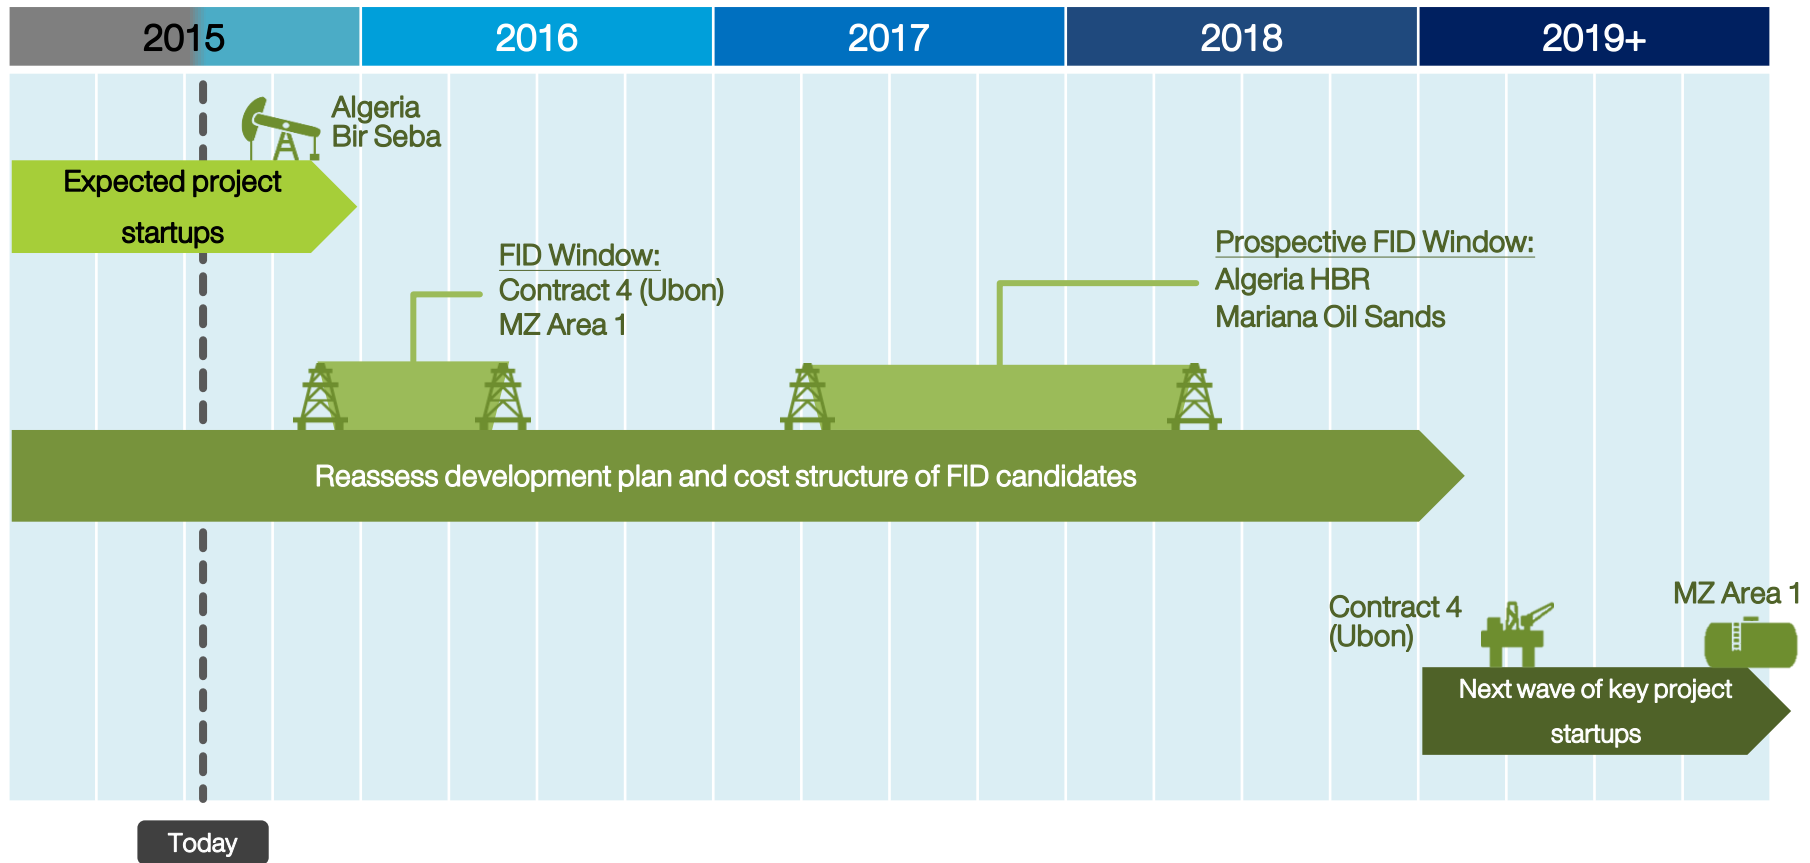 2015
2016
2017
2018
2019+
Algeria
Bir Seba
Expected project
startups
FID Window:
Contract 4 (Ubon)
MZ Area 1
Prospective FID Window:
Algeria HBR
Mariana Oil Sands
Reassess development plan and cost structure of FID candidates
Contract 4
(Ubon)
MZ Area 1
Next wave of key project
startups
Today